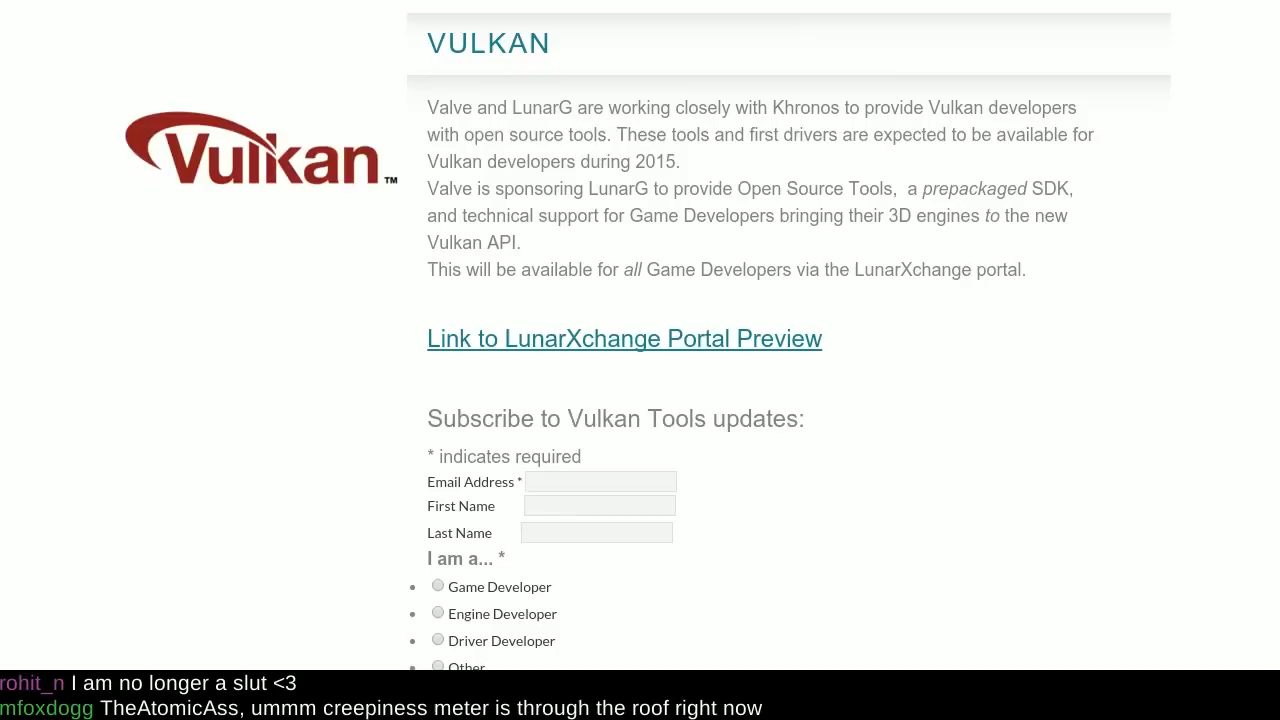 VULKAN
Vulkan™
Valve and LunarG are working closely with Khronos to provide Vulkan developers
with open source tools. These tools and first drivers are expected to be available for
Vulkan developers during 2015.
Valve is sponsoring LunarG to provide Open Source Tools,  a prepackaged SDK,
and technical support for Game Developers bringing their 3D engines to the new
Vulkan API.
This will be available for all Game Developers via the LunarXchange portal.
Link to LunarXchange Portal Preview
Subscribe to Vulkan Tools updates:
* indicates required
Email Address *
First Name
Last Name
I am a... *
Game Developer
Engine Developer
Driver Developer
Other
rohit_n I am no longer a slut <3
mfoxdogg TheAtomicAss, ummm creepiness meter is through the roof right now